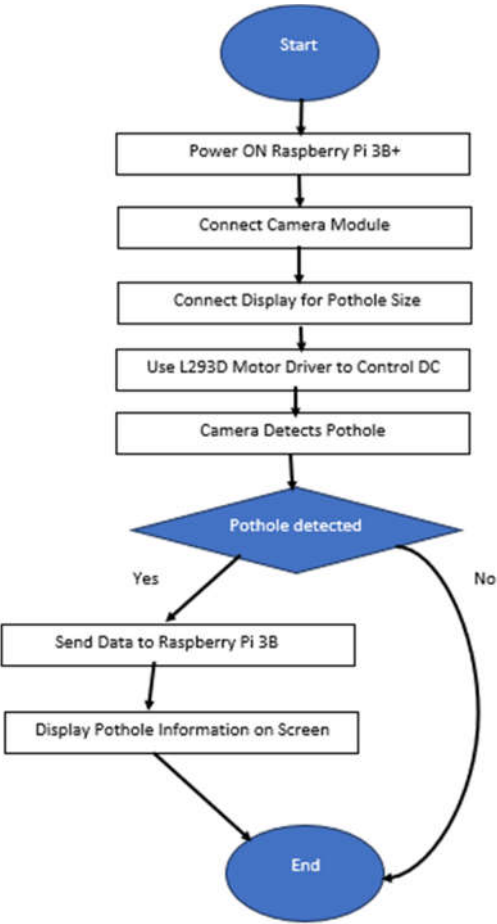 Start
Power ON Raspberry Pi 3B+
Connect Camera Module
Connect Display for Pothole Size
Use L293D Motor Driver to Control DC
Camera Detects Pothole
Pothole detected
Yes
No
Send Data to Raspberry Pi 3B
Display Pothole Information on Screen
End